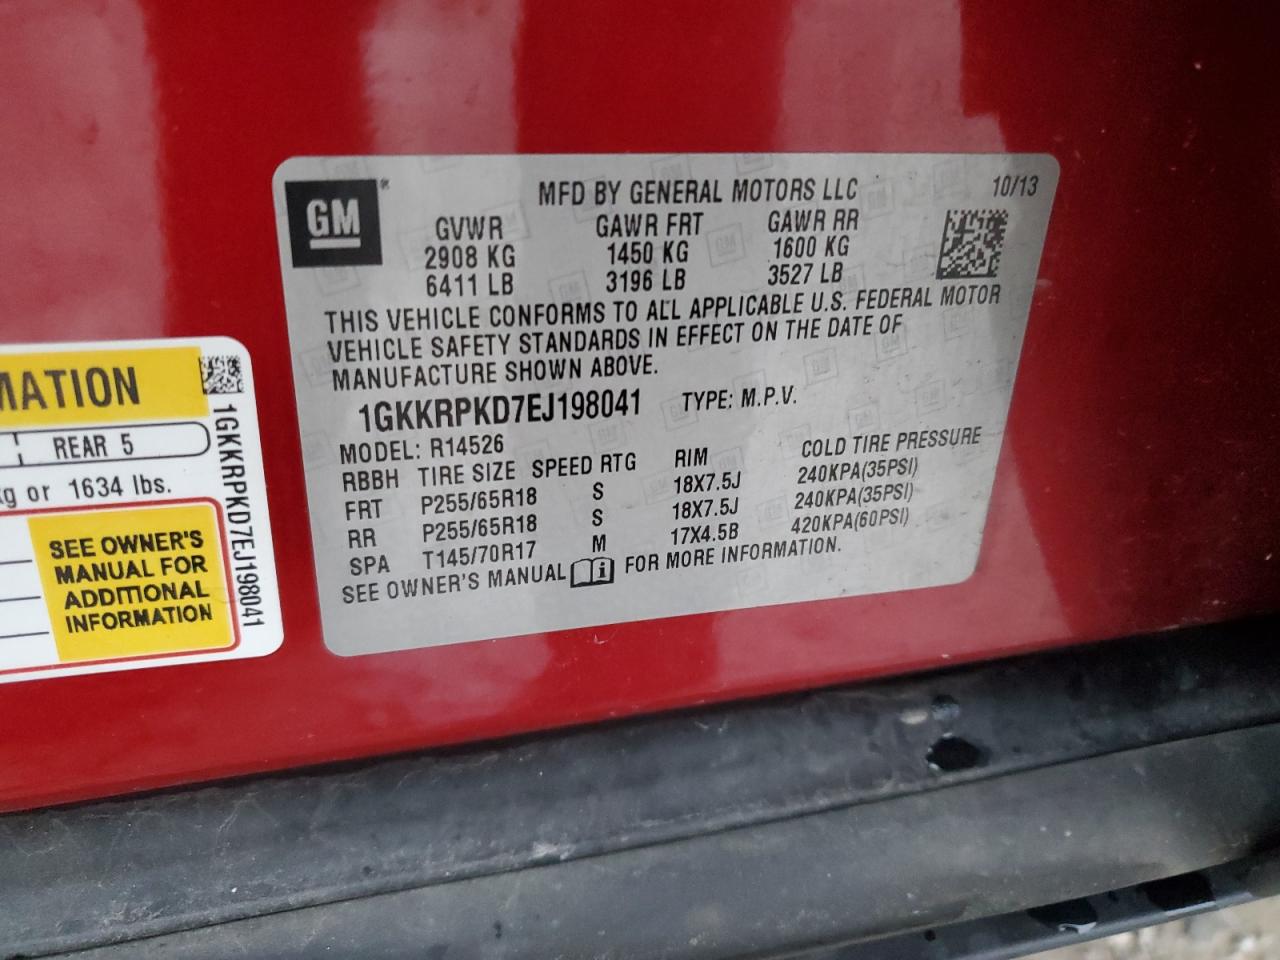 GM
MFD BY GENERAL MOTORS LLC 10/13
GVWR GAWR FRT GAWR RR
2908 KG 1450 KG 1600 KG
6411 LB 3196 LB 3527 LB
THIS VEHICLE CONFORMS TO ALL APPLICABLE U.S. FEDERAL MOTOR
VEHICLE SAFETY STANDARDS IN EFFECT ON THE DATE OF
MANUFACTURE SHOWN ABOVE.
1GKKRPKD7EJ198041 TYPE: M.P.V.
MODEL: R14526
RBBH TIRE SIZE SPEED RTG RIM COLD TIRE PRESSURE
FRT P255/65R18 S 18X7.5J 240KPA(35PSI)
RR P255/65R18 S 18X7.5J 240KPA(35PSI)
SPA T145/70R17 M 17X4.5B 420KPA(60PSI)
SEE OWNER'S MANUAL FOR MORE INFORMATION.
MATION
REAR 5
kg or 1634 lbs.
SEE OWNER'S
MANUAL FOR
ADDITIONAL
INFORMATION
1GKKRPKD7EJ198041